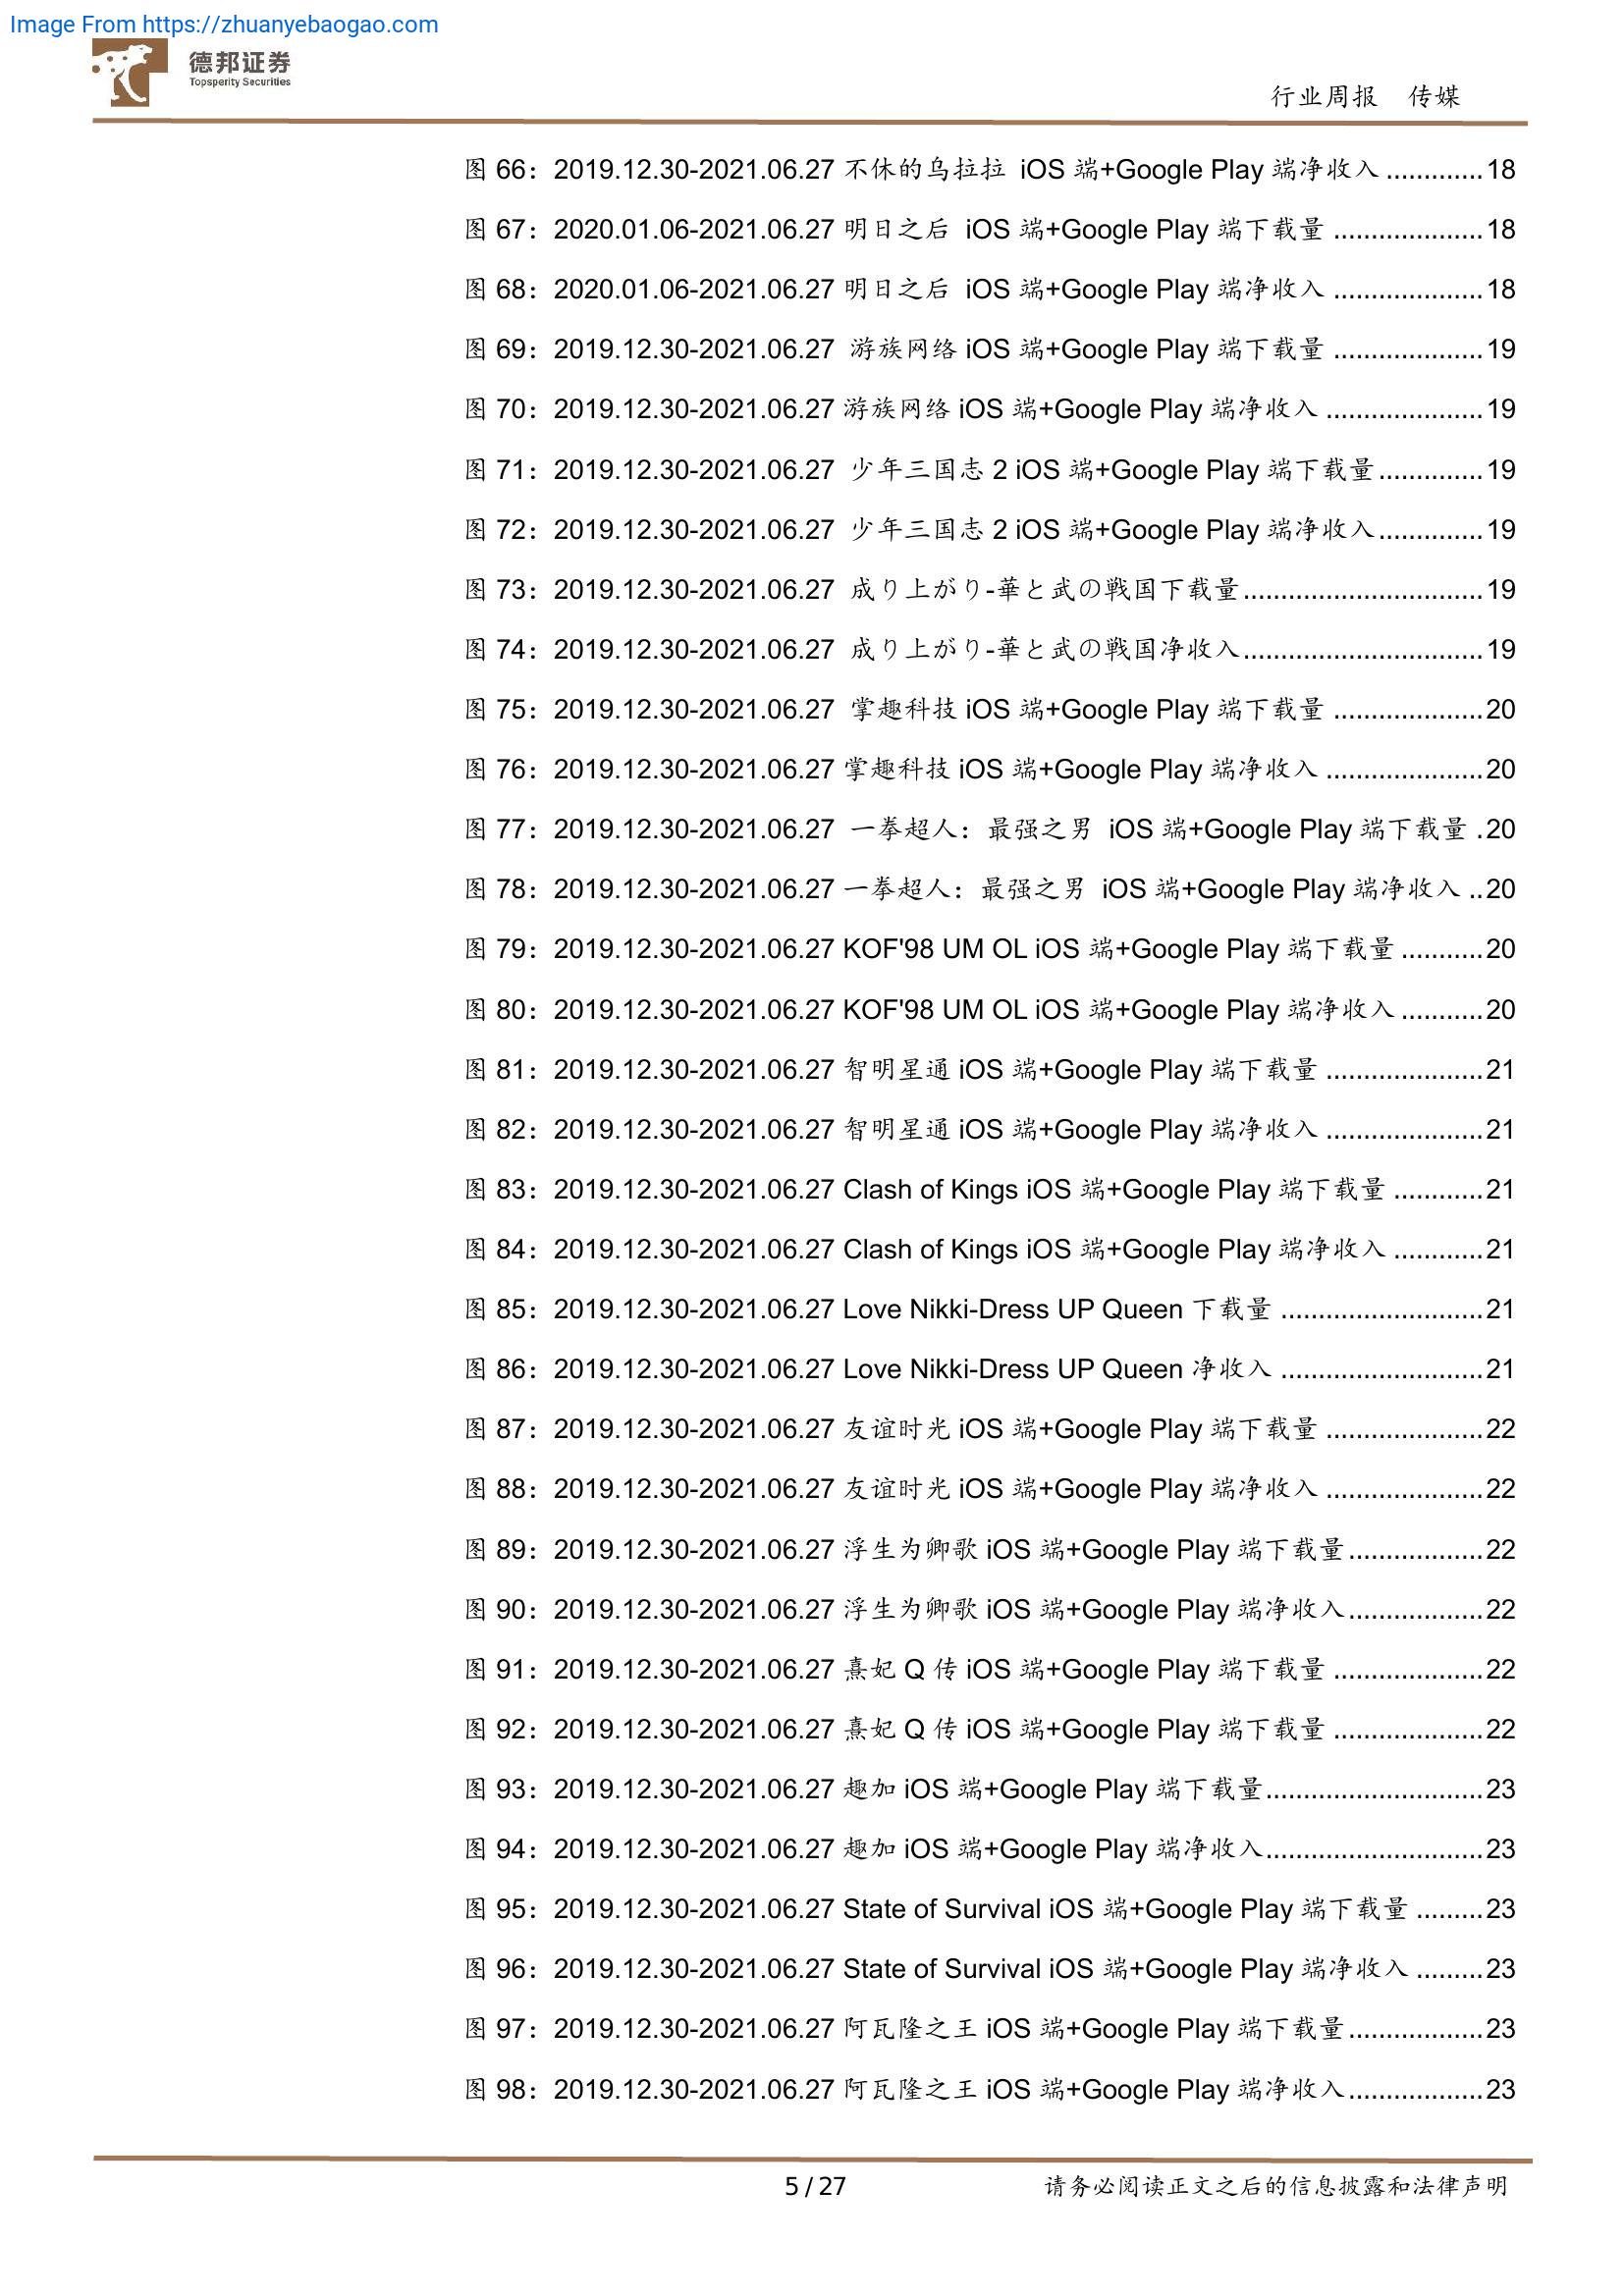 Image From https://zhuanyebaogao.com
德邦证券
Topsperity Securities
行业周报 传媒
图 66：2019.12.30-2021.06.27 不休的乌拉拉 iOS 端+Google Play 端净收入 .............18
图 67：2020.01.06-2021.06.27 明日之后 iOS 端+Google Play 端下载量 ....................18
图 68：2020.01.06-2021.06.27 明日之后 iOS 端+Google Play 端净收入 ....................18
图 69：2019.12.30-2021.06.27 游族网络 iOS 端+Google Play 端下载量 ....................19
图 70：2019.12.30-2021.06.27 游族网络 iOS 端+Google Play 端净收入 .....................19
图 71：2019.12.30-2021.06.27 少年三国志 2 iOS 端+Google Play 端下载量..............19
图 72：2019.12.30-2021.06.27 少年三国志 2 iOS 端+Google Play 端净收入..............19
图 73：2019.12.30-2021.06.27 成り上がり-華と武の戦国下载量................................19
图 74：2019.12.30-2021.06.27 成り上がり-華と武の戦国净收入................................19
图 75：2019.12.30-2021.06.27 掌趣科技 iOS 端+Google Play 端下载量 ....................20
图 76：2019.12.30-2021.06.27 掌趣科技 iOS 端+Google Play 端净收入 .....................20
图 77：2019.12.30-2021.06.27 一拳超人：最强之男 iOS 端+Google Play 端下载量 .20
图 78：2019.12.30-2021.06.27 一拳超人：最强之男 iOS 端+Google Play 端净收入 ..20
图 79：2019.12.30-2021.06.27 KOF'98 UM OL iOS 端+Google Play 端下载量 ...........20
图 80：2019.12.30-2021.06.27 KOF'98 UM OL iOS 端+Google Play 端净收入 ...........20
图 81：2019.12.30-2021.06.27 智明星通 iOS 端+Google Play 端下载量 .....................21
图 82：2019.12.30-2021.06.27 智明星通 iOS 端+Google Play 端净收入 .....................21
图 83：2019.12.30-2021.06.27 Clash of Kings iOS 端+Google Play 端下载量 ............21
图 84：2019.12.30-2021.06.27 Clash of Kings iOS 端+Google Play 端净收入 ............21
图 85：2019.12.30-2021.06.27 Love Nikki-Dress UP Queen 下载量 ...........................21
图 86：2019.12.30-2021.06.27 Love Nikki-Dress UP Queen 净收入 ...........................21
图 87：2019.12.30-2021.06.27 友谊时光 iOS 端+Google Play 端下载量 .....................22
图 88：2019.12.30-2021.06.27 友谊时光 iOS 端+Google Play 端净收入 .....................22
图 89：2019.12.30-2021.06.27 浮生为卿歌 iOS 端+Google Play 端下载量..................22
图 90：2019.12.30-2021.06.27 浮生为卿歌 iOS 端+Google Play 端净收入..................22
图 91：2019.12.30-2021.06.27 熹妃 Q 传 iOS 端+Google Play 端下载量 ....................22
图 92：2019.12.30-2021.06.27 熹妃 Q 传 iOS 端+Google Play 端下载量 ....................22
图 93：2019.12.30-2021.06.27 趣加 iOS 端+Google Play 端下载量.............................23
图 94：2019.12.30-2021.06.27 趣加 iOS 端+Google Play 端净收入.............................23
图 95：2019.12.30-2021.06.27 State of Survival iOS 端+Google Play 端下载量 .........23
图 96：2019.12.30-2021.06.27 State of Survival iOS 端+Google Play 端净收入 .........23
图 97：2019.12.30-2021.06.27 阿瓦隆之王 iOS 端+Google Play 端下载量..................23
图 98：2019.12.30-2021.06.27 阿瓦隆之王 iOS 端+Google Play 端净收入..................23
5 / 27
请务必阅读正文之后的信息披露和法律声明